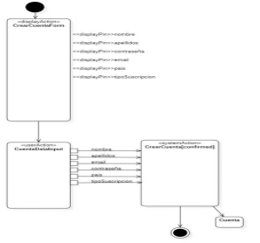 <<displayAction>>
CrearCuentaForm
<<displayPin>>nombre
<<displayPin>>apellidos
<<displayPin>>contraseña
<<displayPin>>email
<<displayPin>>pais
<<displayPin>>tipoSuscripcion
<<userAction>>
CuentaDataInput
nombre
apellidos
email
contraseña
pais
tipoSuscripcion
<<systemAction>>
CrearCuenta[confirmed]
Cuenta